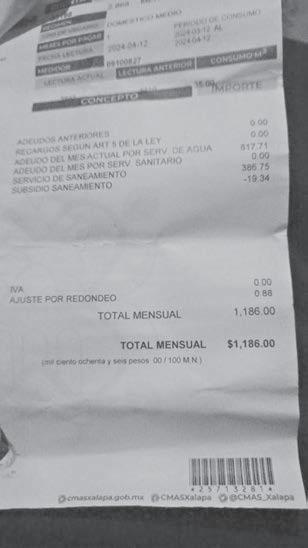 DOMESTICO MEDIO
MESES POR PAGAR 1
PERIODO DE CONSUMO
2024-03-12 AL
2024-04-12
FECHA LECTURA 2024-04-12
MEDIDOR
LECTURA ACTUAL LECTURA ANTERIOR CONSUMO M3
35.00
CONCEPTO IMPORTE
ADEUDOS ANTERIORES 0.00
RECARGOS SEGUN ART 5 DE LA LEY 0.00
ADEUDO DEL MES ACTUAL POR SERV. DE AGUA 817.71
ADEUDO DEL MES POR SERV. SANITARIO 0.00
SERVICIO DE SANEAMIENTO 386.75
SUBSIDIO SANEAMIENTO -19.34
IVA 0.00
AJUSTE POR REDONDEO 0.88
TOTAL MENSUAL 1,186.00
TOTAL MENSUAL $1,186.00
(mil ciento ochenta y seis pesos 00 / 100 M.N.)
*25713281*
cmasxalapa.gob.mx CMASXalapa @CMAS_Xalapa